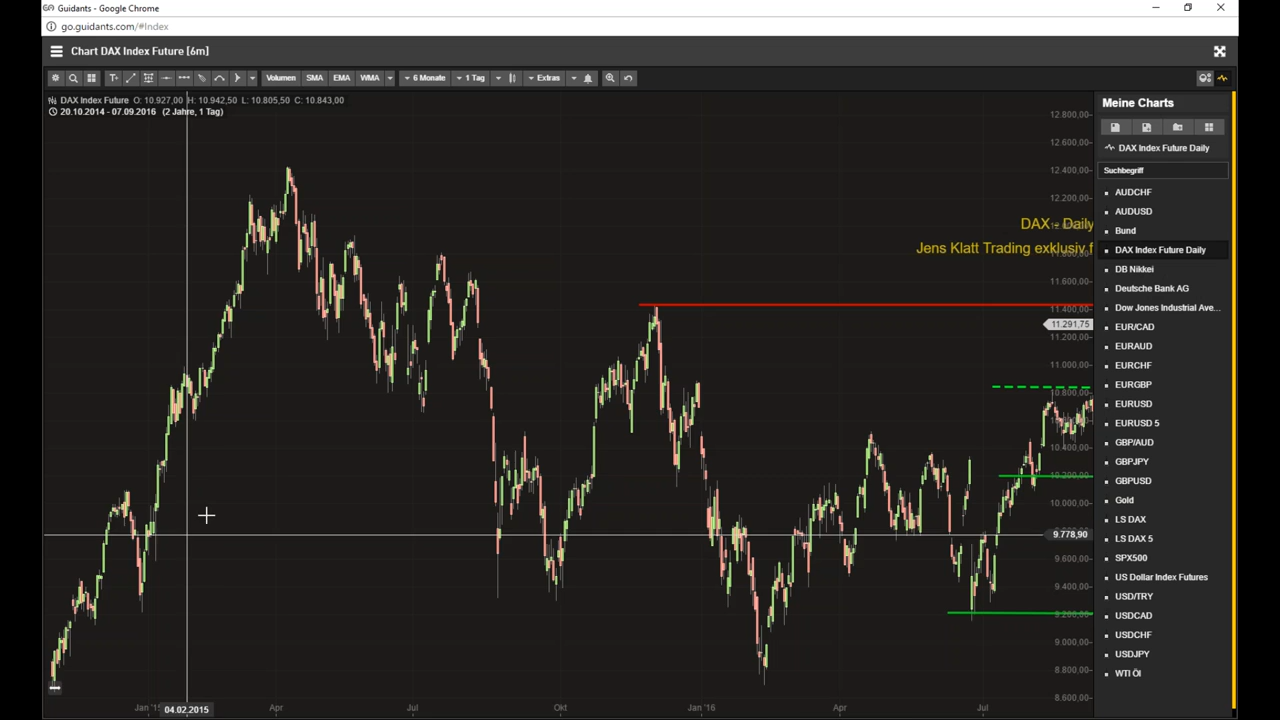 Guidants - Google Chrome
go.guidants.com/#Index
Chart DAX Index Future [6m]
T+ Volumen SMA EMA WMA 6 Monate 1 Tag Extras
DAX Index Future O: 10.927,00 H: 10.942,50 L: 10.805,50 C: 10.843,00
20.10.2014 - 07.09.2016 (2 Jahre, 1 Tag)
12.800,00
12.600,00
12.400,00
12.200,00
DAX - Daily
Jens Klatt Trading exklusiv f
11.600,00
11.400,00
11.291,75
11.200,00
11.000,00
10.800,00
10.400,00
10.200,00
10.000,00
9.778,90
9.600,00
9.400,00
9.200,00
9.000,00
8.800,00
8.600,00
Jan '15
04.02.2015
Apr
Jul
Okt
Jan '16
Apr
Jul
Meine Charts
DAX Index Future Daily
Suchbegriff
AUDCHF
AUDUSD
Bund
DAX Index Future Daily
DB Nikkei
Deutsche Bank AG
Dow Jones Industrial Ave...
EUR/CAD
EURAUD
EURCHF
EURGBP
EURUSD
EURUSD 5
GBP/AUD
GBPJPY
GBPUSD
Gold
LS DAX
LS DAX 5
SPX500
US Dollar Index Futures
USD/TRY
USDCAD
USDCHF
USDJPY
WTI Öl